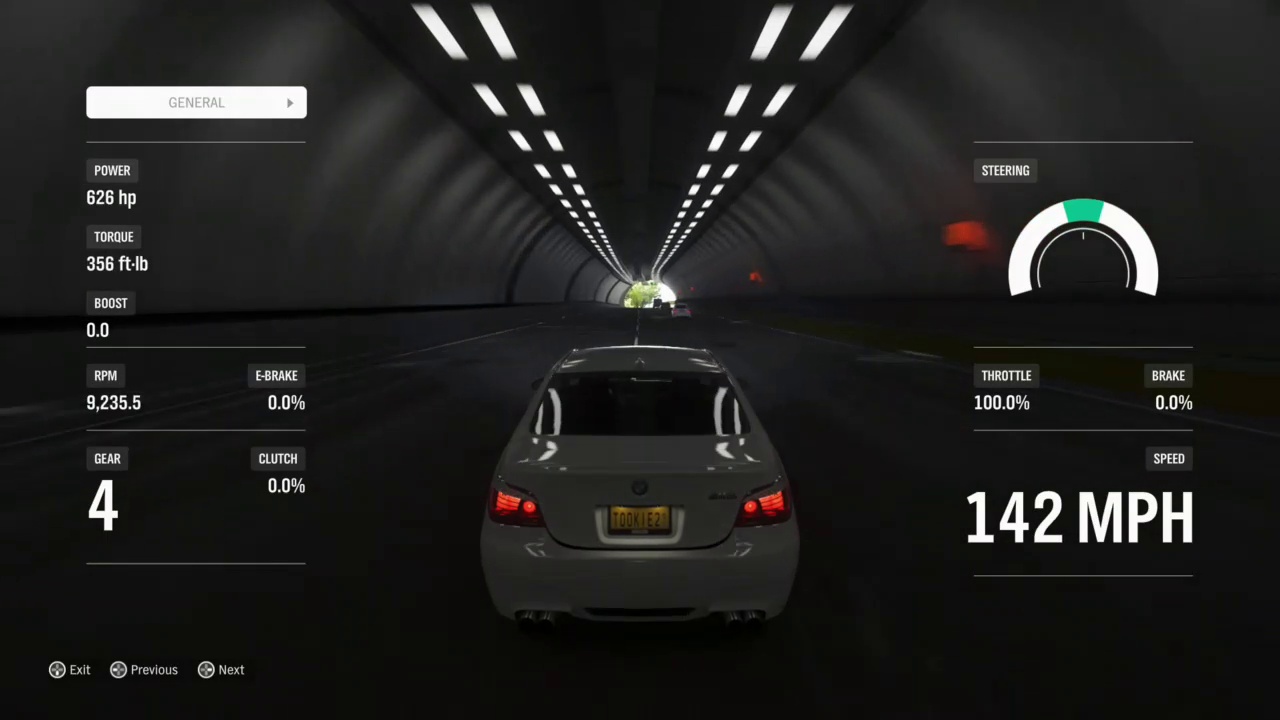 GENERAL
POWER
626 hp
TORQUE
356 ft·lb
BOOST
0.0
RPM
E-BRAKE
9,235.5
0.0%
GEAR
CLUTCH
4
0.0%
STEERING
THROTTLE
BRAKE
100.0%
0.0%
SPEED
142 MPH
TOOKIE21
Exit
Previous
Next